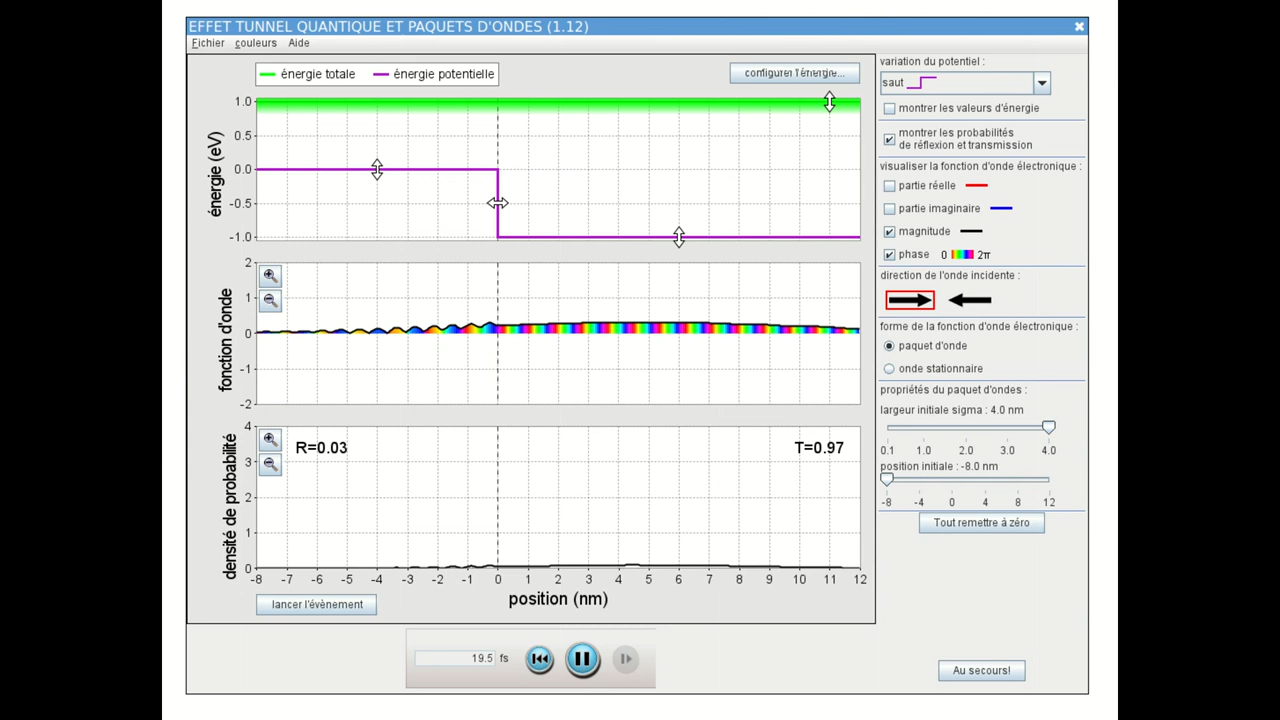 EFFET TUNNEL QUANTIQUE ET PAQUETS D'ONDES (1.12)
Fichier couleurs Aide
énergie totale énergie potentielle
configurer l'énergie...
énergie (eV)
1.0
0.5
0.0
-0.5
-1.0
fonction d'onde
2
1
0
-1
-2
densité de probabilité
4
3
2
1
0
R=0.03 T=0.97
-8 -7 -6 -5 -4 -3 -2 -1 0 1 2 3 4 5 6 7 8 9 10 11 12
position (nm)
lancer l'évènement
19.5 fs
variation du potentiel :
saut
montrer les valeurs d'énergie
montrer les probabilités
de réflexion et transmission
visualiser la fonction d'onde électronique :
partie réelle
partie imaginaire
magnitude
phase 0 2π
direction de l'onde incidente :
forme de la fonction d'onde électronique :
paquet d'onde
onde stationnaire
propriétés du paquet d'ondes :
largeur initiale sigma : 4.0 nm
0.1 1.0 2.0 3.0 4.0
position initiale : -8.0 nm
-8 -4 0 4 8 12
Tout remettre à zéro
Au secours!